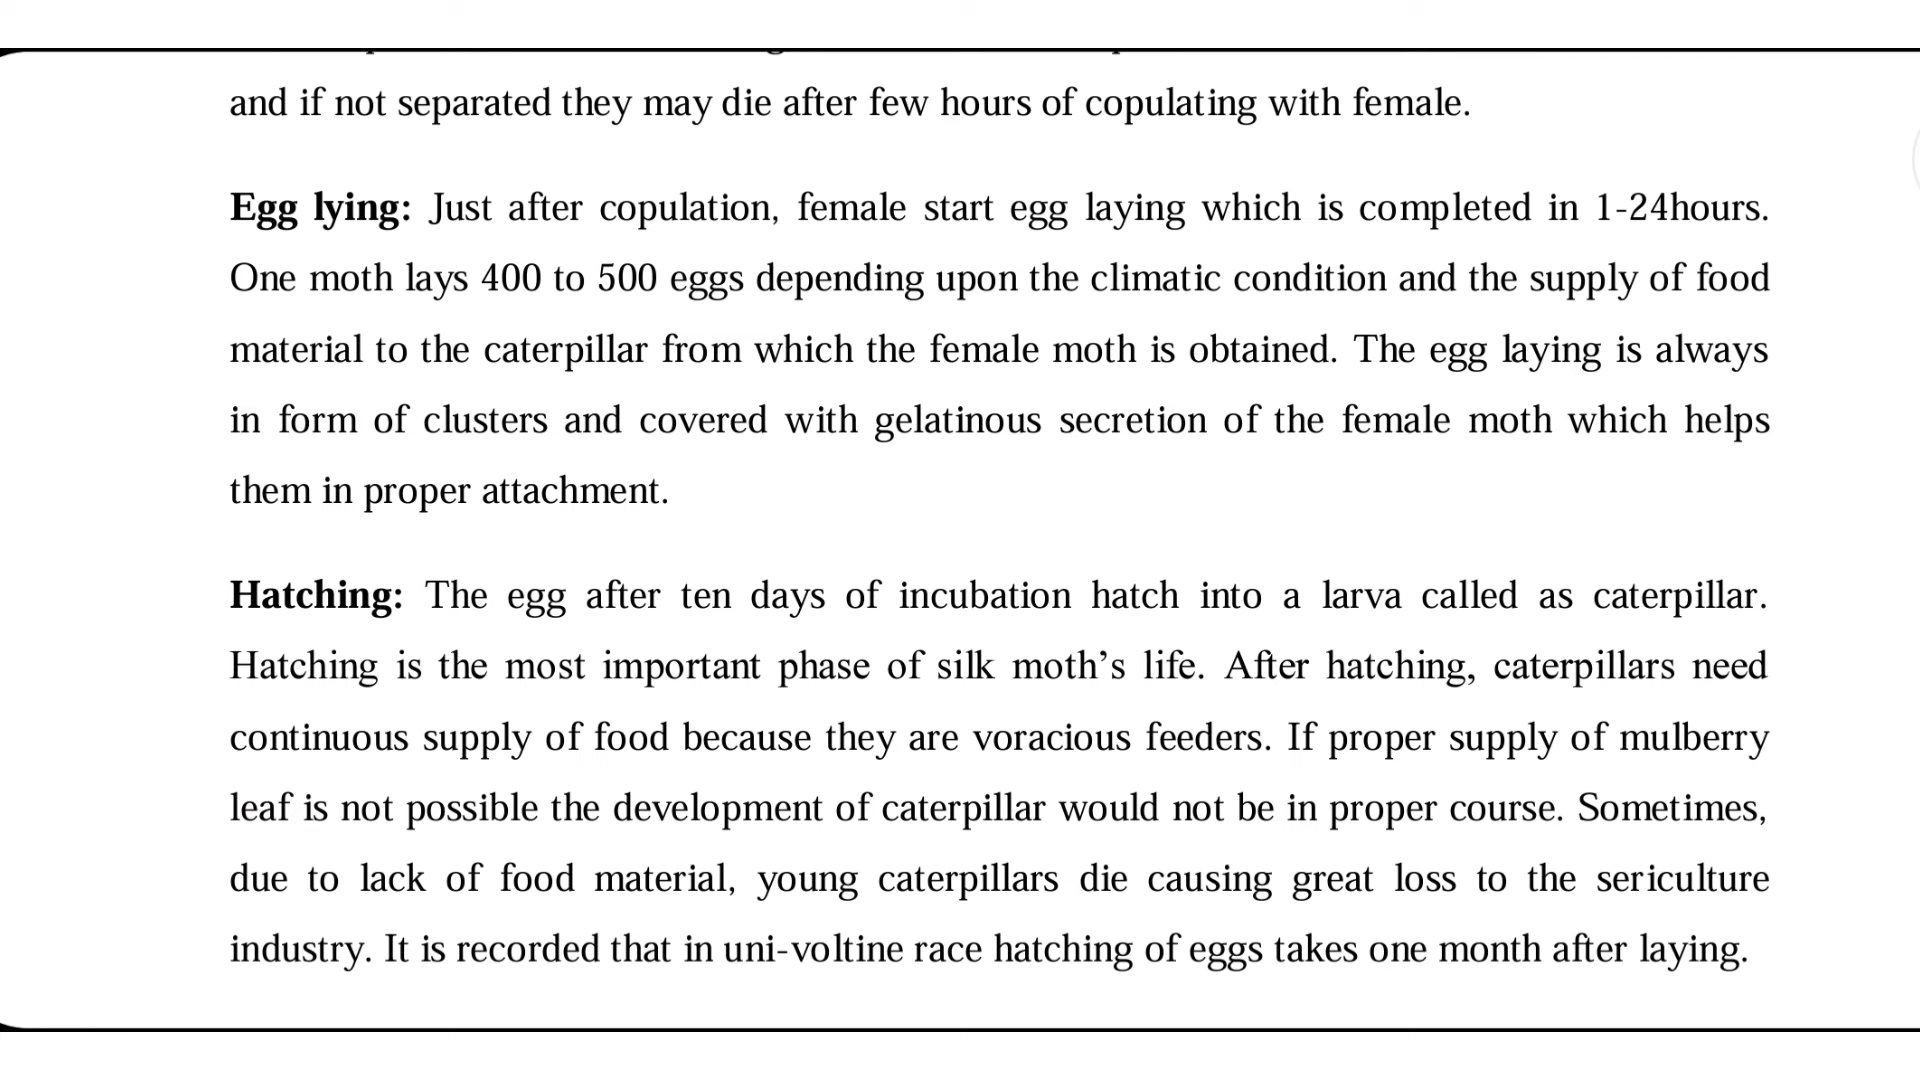 and if not separated they may die after few hours of copulating with female.
Egg lying: Just after copulation, female start egg laying which is completed in 1-24hours.
One moth lays 400 to 500 eggs depending upon the climatic condition and the supply of food
material to the caterpillar from which the female moth is obtained. The egg laying is always
in form of clusters and covered with gelatinous secretion of the female moth which helps
them in proper attachment.
Hatching: The egg after ten days of incubation hatch into a larva called as caterpillar.
Hatching is the most important phase of silk moth’s life. After hatching, caterpillars need
continuous supply of food because they are voracious feeders. If proper supply of mulberry
leaf is not possible the development of caterpillar would not be in proper course. Sometimes,
due to lack of food material, young caterpillars die causing great loss to the sericulture
industry. It is recorded that in uni-voltine race hatching of eggs takes one month after laying.